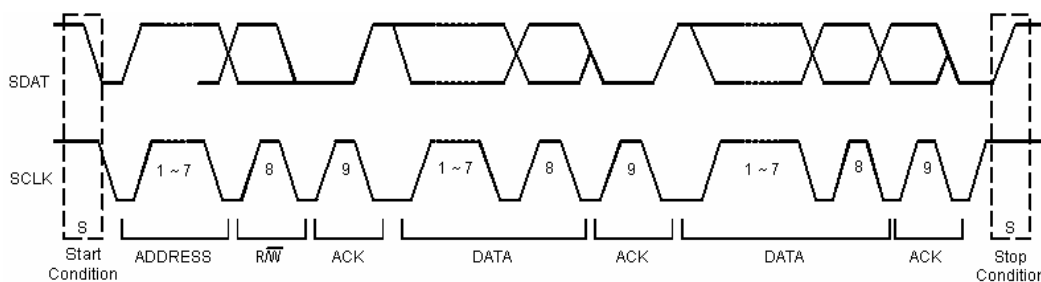 SDAT
SCLK
1 ~ 7
8
9
1 ~ 7
8
9
1 ~ 7
8
9
S
S
Start
Condition
ADDRESS
R/W̅
ACK
DATA
ACK
DATA
ACK
Stop
Condition